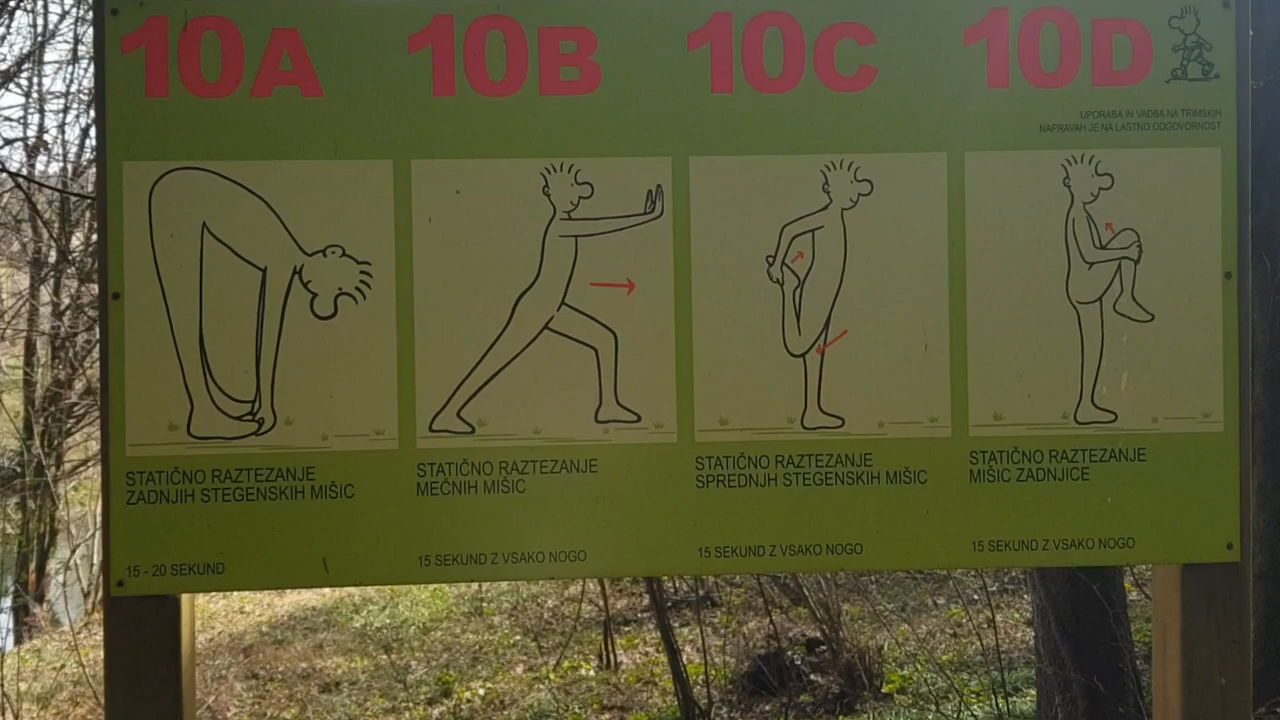 10A
10B
10C
10D
UPORABA IN VADBA NA TRIMSKIH
NAPRAVAH JE NA LASTNO ODGOVORNOST
STATIČNO RAZTEZANJE
ZADNJIH STEGENSKIH MIŠIC
15 - 20 SEKUND
STATIČNO RAZTEZANJE
MEČNIH MIŠIC
15 SEKUND Z VSAKO NOGO
STATIČNO RAZTEZANJE
SPREDNJH STEGENSKIH MIŠIC
15 SEKUND Z VSAKO NOGO
STATIČNO RAZTEZANJE
MIŠIC ZADNJICE
15 SEKUND Z VSAKO NOGO